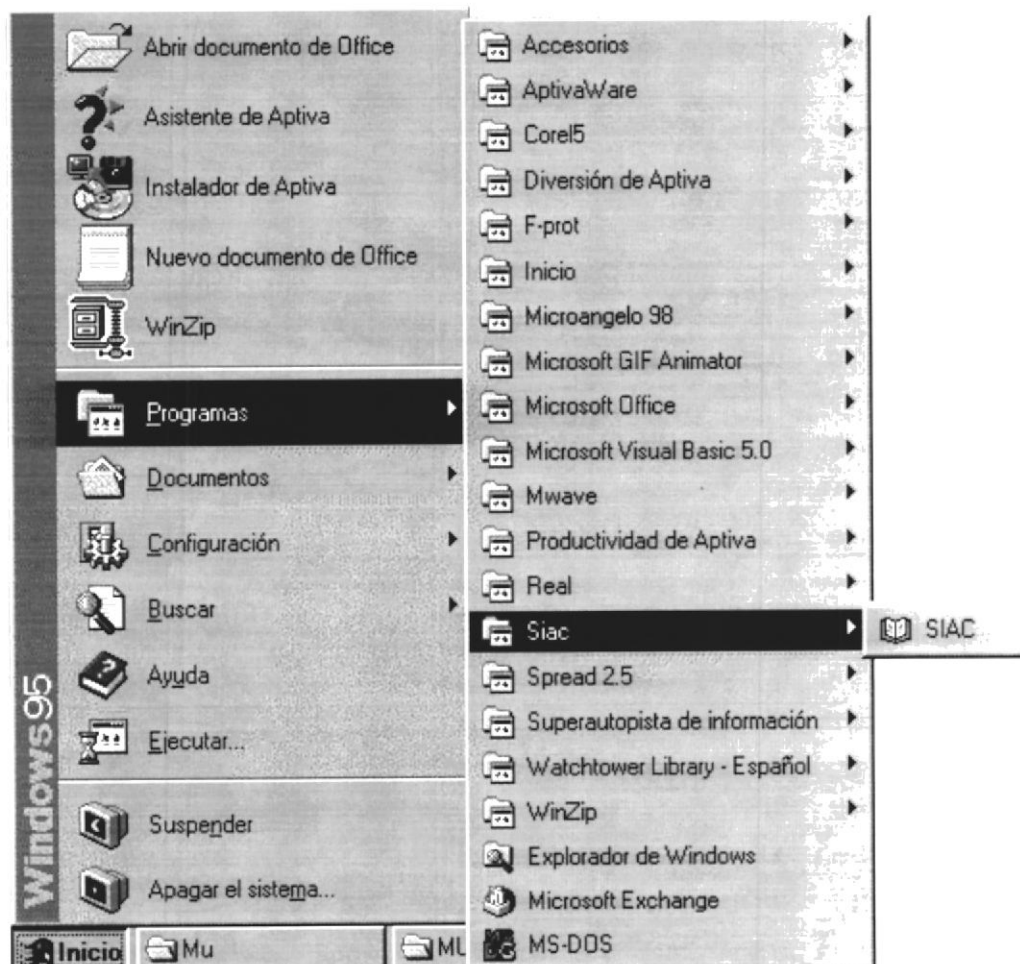 Abrir documento de Office
Asistente de Aptiva
Instalador de Aptiva
Nuevo documento de Office
WinZip
Programas
Documentos
Configuración
Buscar
Ayuda
Ejecutar...
Suspender
Apagar el sistema...
Windows95
Inicio
Mu
MU
Accesorios
AptivaWare
Corel5
Diversión de Aptiva
F-prot
Inicio
Microangelo 98
Microsoft GIF Animator
Microsoft Office
Microsoft Visual Basic 5.0
Mwave
Productividad de Aptiva
Real
Siac
Spread 2.5
Superautopista de información
Watchtower Library - Español
WinZip
Explorador de Windows
Microsoft Exchange
MS-DOS
SIAC